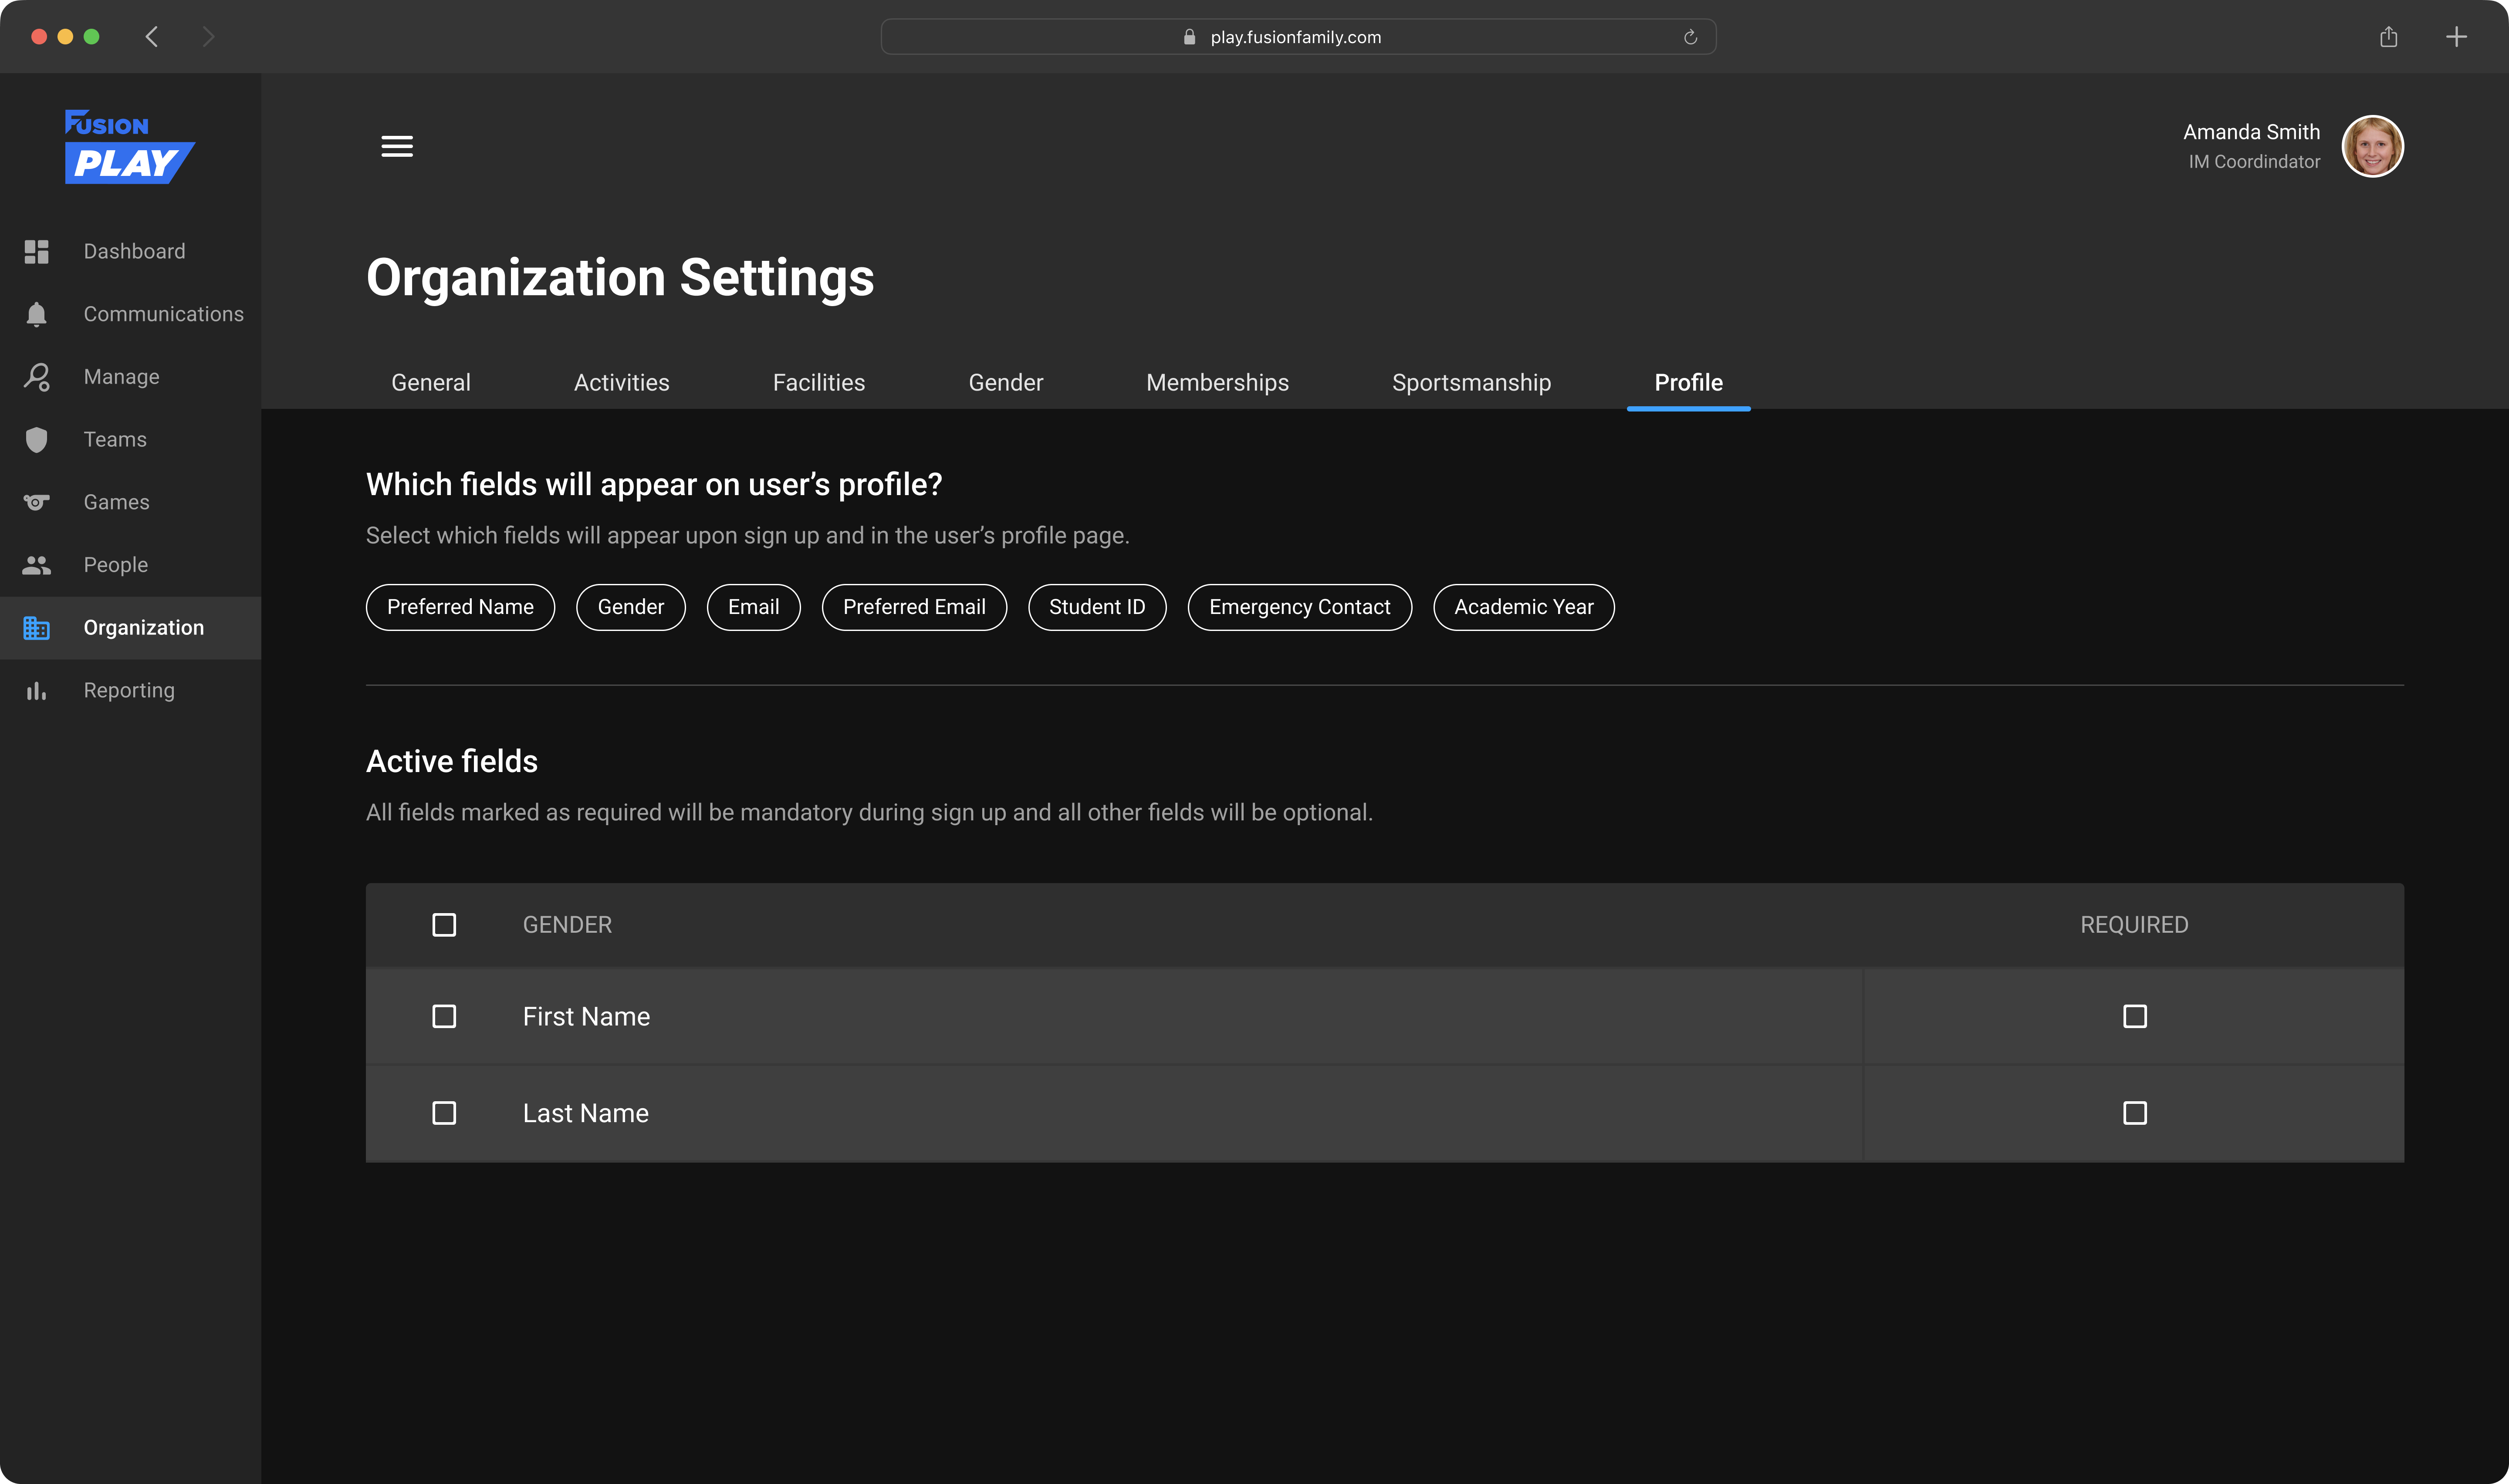 play.fusionfamily.com
FUSION
PLAY
Amanda Smith
IM Coordindator
Dashboard
Communications
Manage
Teams
Games
People
Organization
Reporting
Organization Settings
General Activities Facilities Gender Memberships Sportsmanship Profile
Which fields will appear on user’s profile?
Select which fields will appear upon sign up and in the user’s profile page.
Preferred Name Gender Email Preferred Email Student ID Emergency Contact Academic Year
Active fields
All fields marked as required will be mandatory during sign up and all other fields will be optional.
GENDER REQUIRED
First Name
Last Name